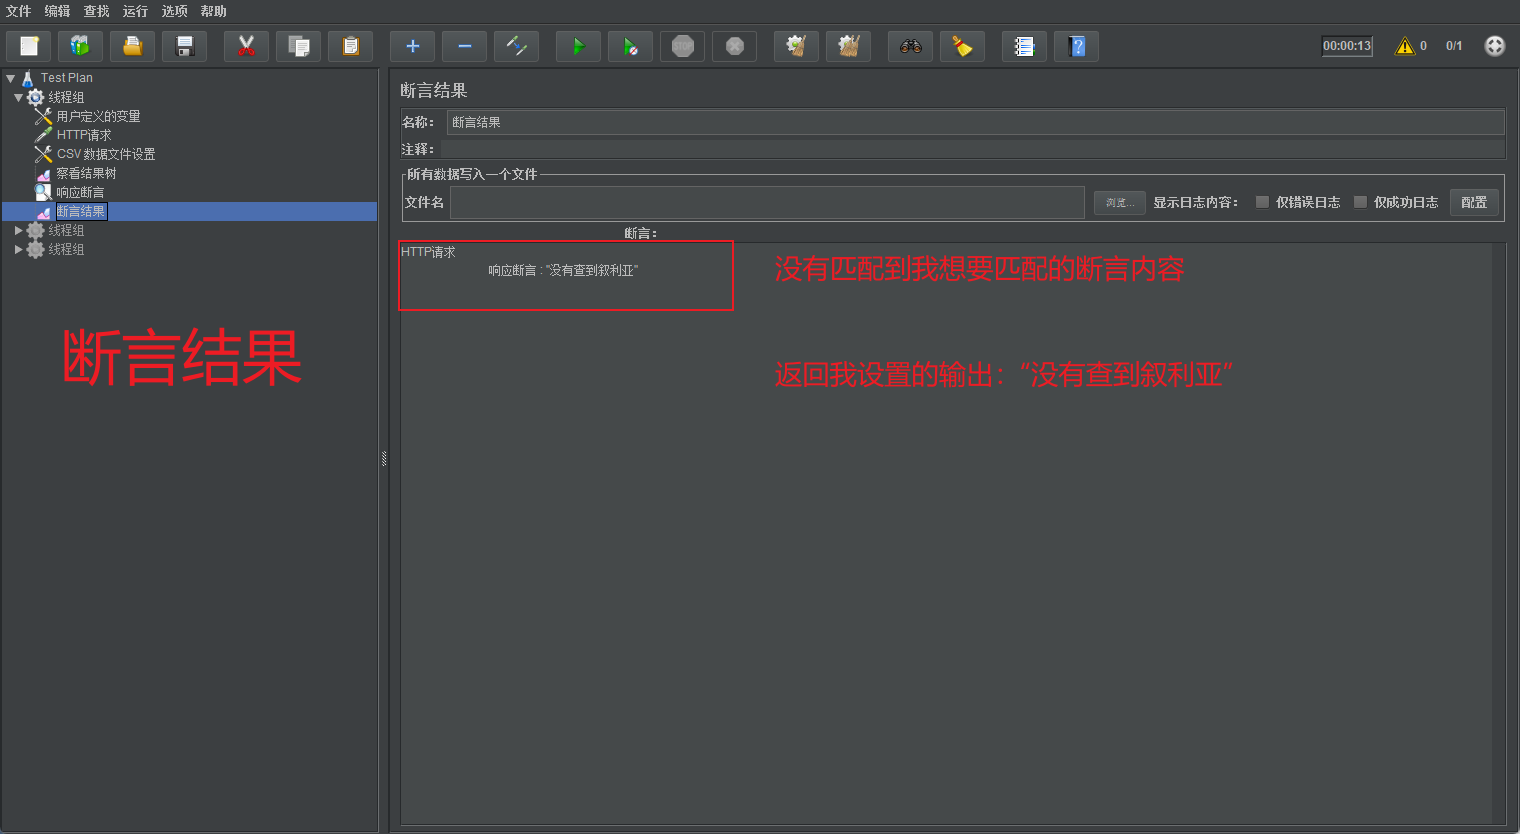 文件 编辑 查找 运行 选项 帮助
STOP
00:00:13 0 0/1
Test Plan
线程组
用户定义的变量
HTTP请求
CSV 数据文件设置
察看结果树
响应断言
断言结果
线程组
线程组
断言结果
断言结果
名称： 断言结果
注释：
所有数据写入一个文件
文件名 浏览... 显示日志内容： 仅错误日志 仅成功日志 配置
断言：
HTTP请求
响应断言 : "没有查到叙利亚"
没有匹配到我想要匹配的断言内容
返回我设置的输出：“没有查到叙利亚”